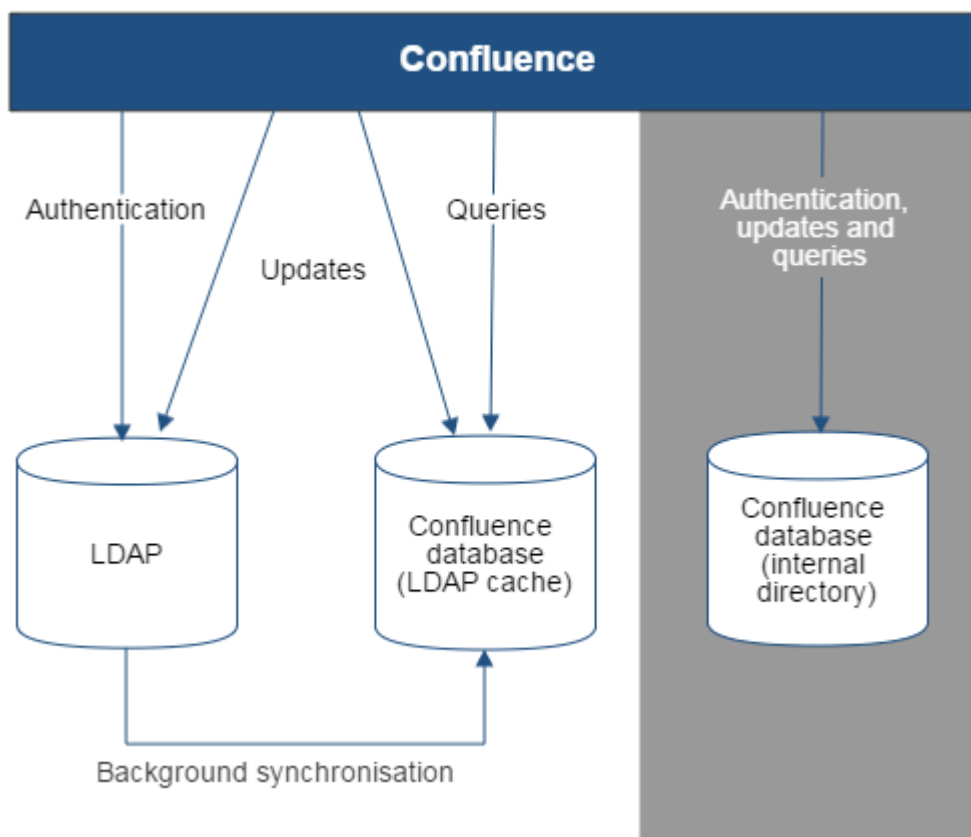 Confluence
Authentication
Updates
Queries
Authentication,
updates and
queries
LDAP
Confluence
database
(LDAP cache)
Confluence
database
(internal
directory)
Background synchronisation